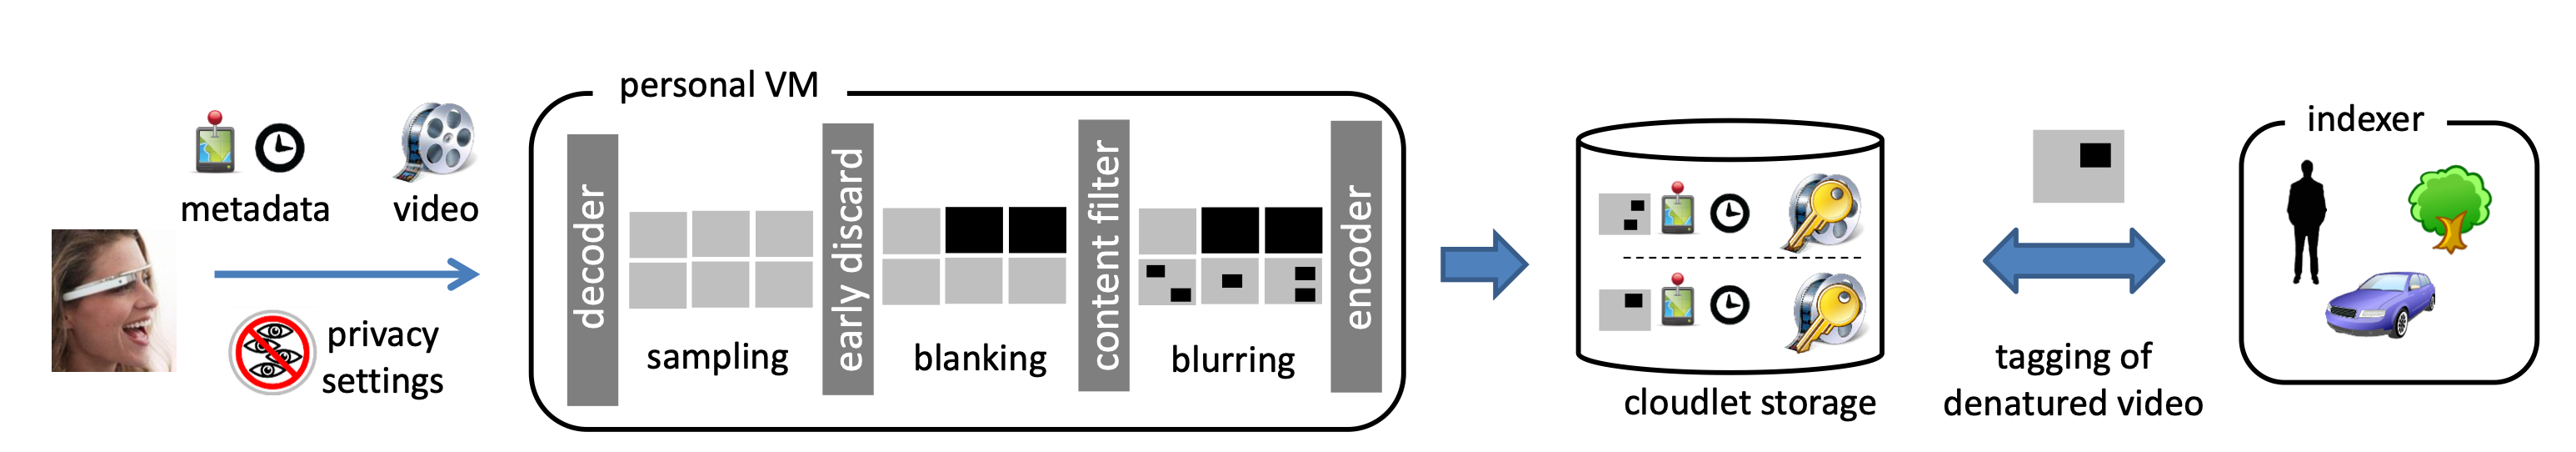 metadata
video
privacy
settings
personal VM
decoder
sampling
early discard
blanking
content filter
blurring
encoder
cloudlet storage
tagging of
denatured video
indexer